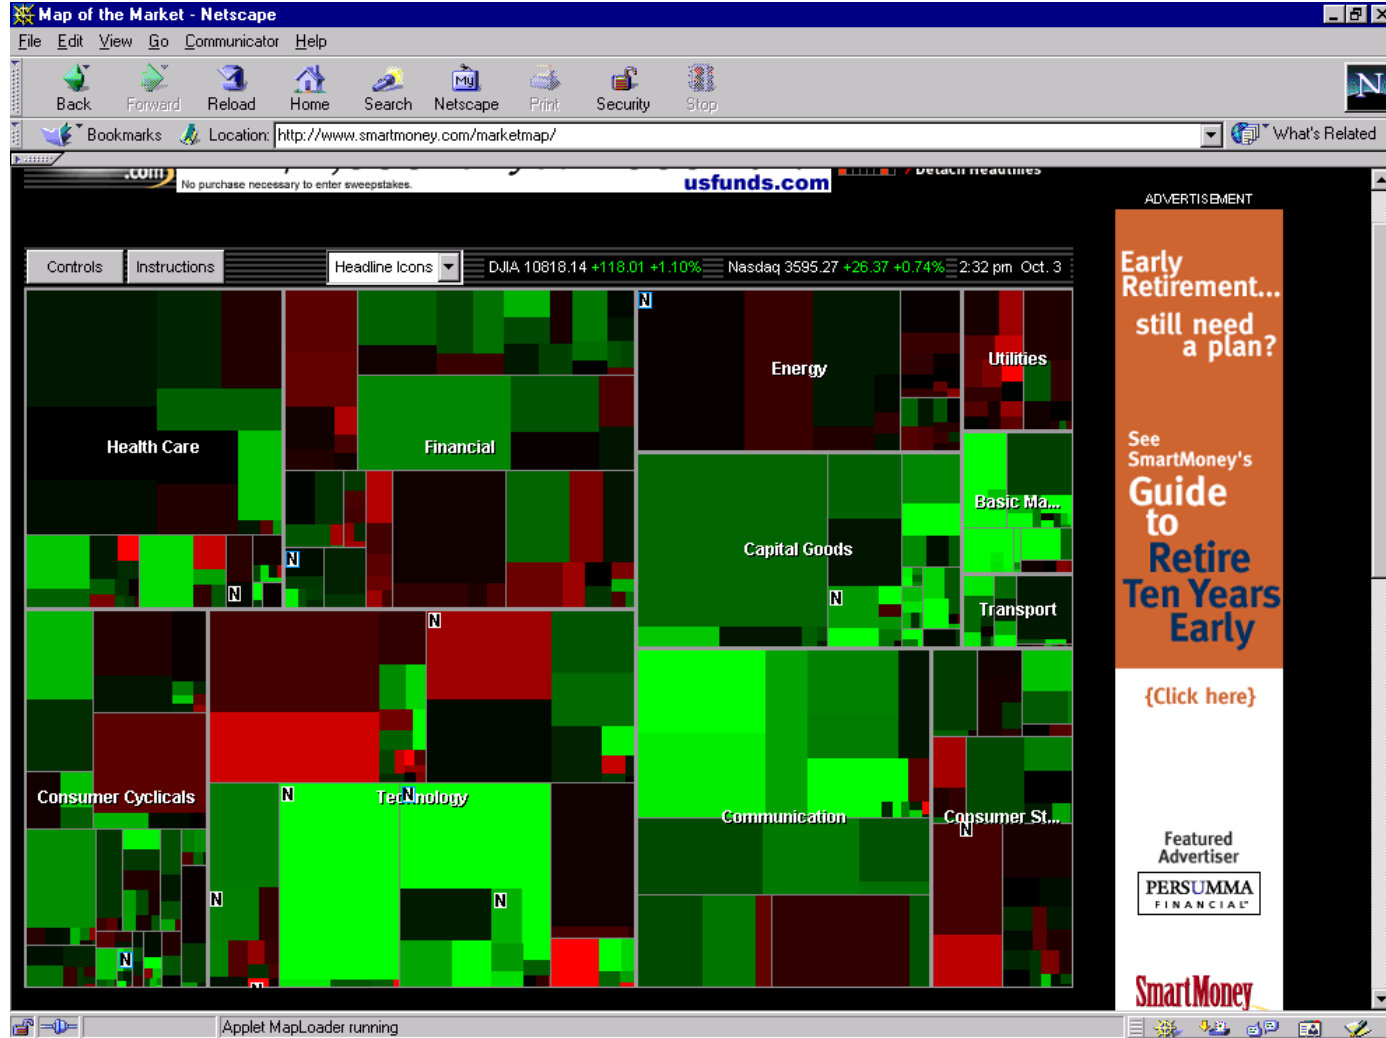 Map of the Market - Netscape
File Edit View Go Communicator Help
Back Forward Reload Home Search Netscape Print Security Stop
My
N
Bookmarks Location: http://www.smartmoney.com/marketmap/ What's Related
.com
No purchase necessary to enter sweepstakes.
usfunds.com
Detach Headlines
ADVERTISEMENT
Controls Instructions Headline Icons DJIA 10818.14 +118.01 +1.10% Nasdaq 3595.27 +26.37 +0.74% 2:32 pm Oct. 3
N
Energy
Utilities
Health Care
Financial
Basic Ma...
Capital Goods
N
N
N
Transport
N
Consumer Cyclicals
N
Technology
N
Communication
Consumer St...
N
N
N
N
N
Early
Retirement...
still need
a plan?
See
SmartMoney's
Guide
to
Retire
Ten Years
Early
{Click here}
Featured
Advertiser
PERSUMMA
FINANCIAL
SmartMoney
Applet MapLoader running